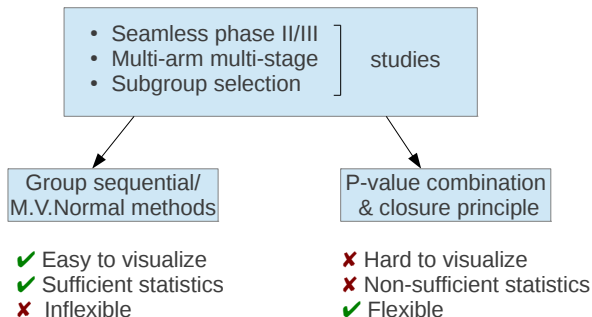 • Seamless phase II/III
• Multi-arm multi-stage
• Subgroup selection
studies
Group sequential/
M.V.Normal methods
✔ Easy to visualize
✔ Sufficient statistics
✘ Inflexible
P-value combination
& closure principle
✘ Hard to visualize
✘ Non-sufficient statistics
✔ Flexible